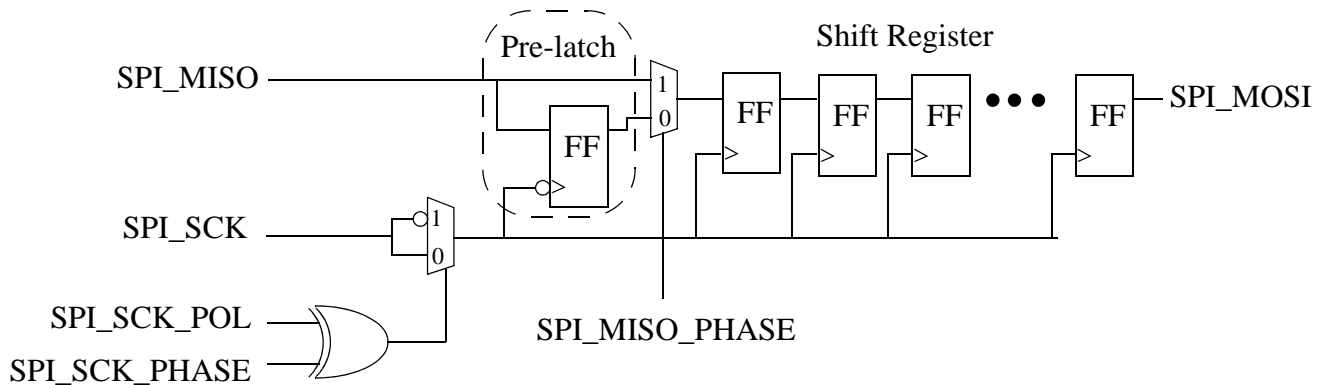 Pre-latch
Shift Register
SPI_MISO
1
0
FF
FF
FF
FF
FF
SPI_MOSI
SPI_SCK
1
0
SPI_SCK_POL
SPI_SCK_PHASE
SPI_MISO_PHASE